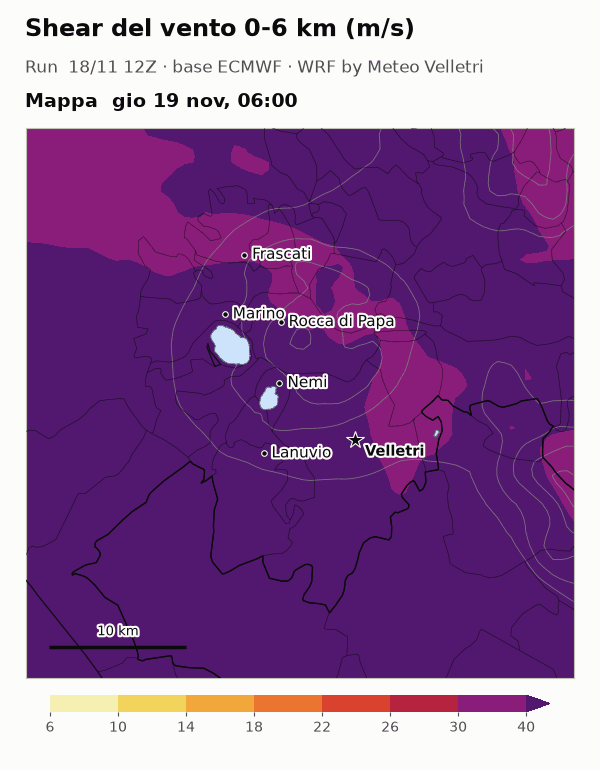 Shear del vento 0-6 km (m/s)
Run  18/11 12Z · base ECMWF · WRF by Meteo Velletri
Mappa  gio 19 nov, 06:00
Frascati
Marino
Rocca di Papa
Nemi
Velletri
Lanuvio
10 km
6 10 14 18 22 26 30 40